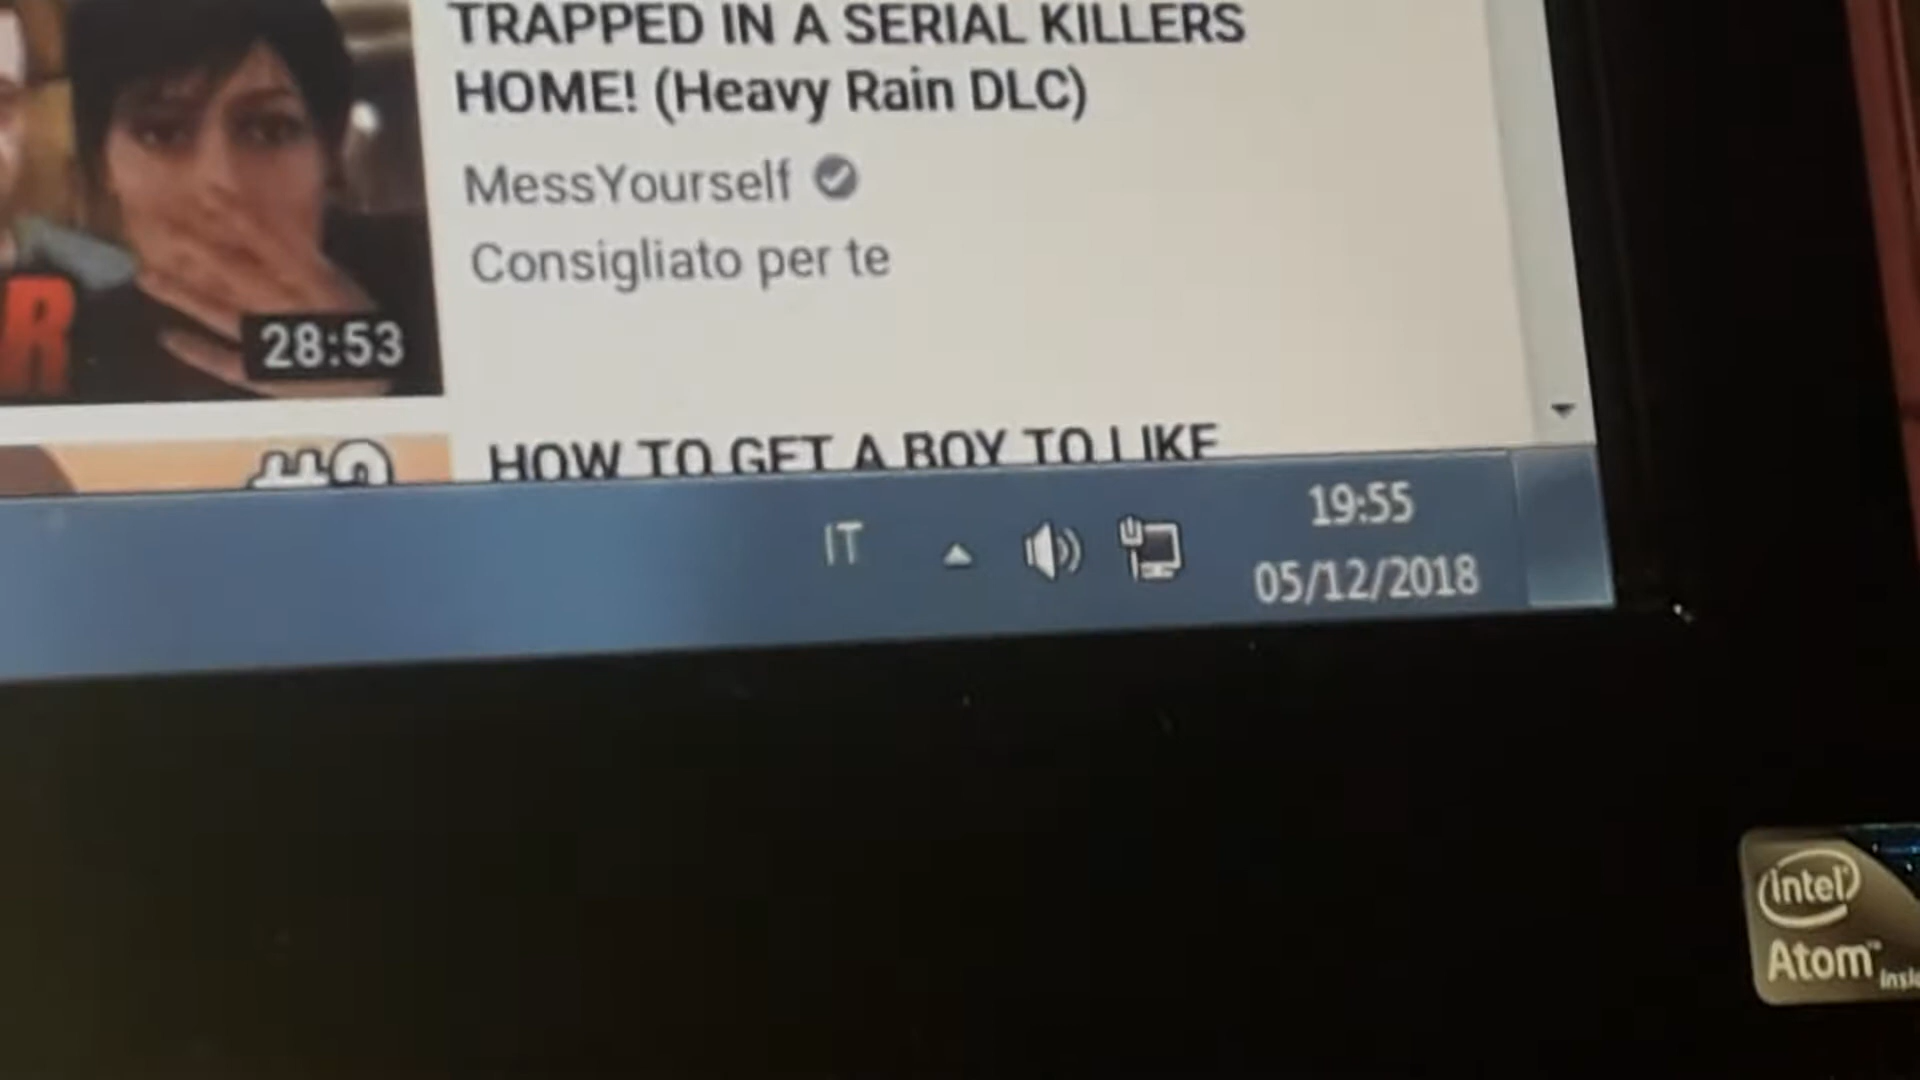 TRAPPED IN A SERIAL KILLERS
HOME! (Heavy Rain DLC)
MessYourself
Consigliato per te
R
28:53
HOW TO GET A BOY TO LIKE
IT
19:55
05/12/2018
intel
Atom™